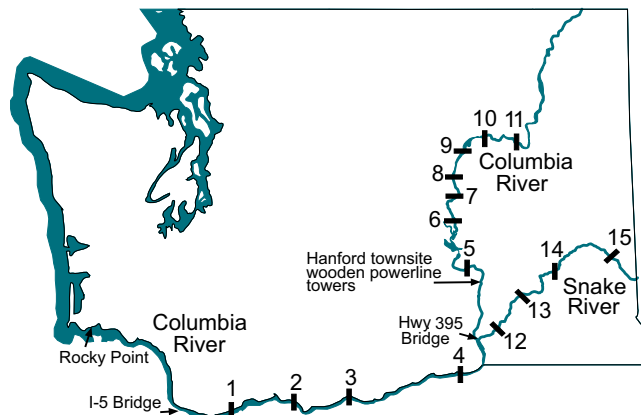 10 11
9
Columbia
River
8
7
6
5
Hanford townsite
wooden powerline
towers
14
15
Snake
River
13
Hwy 395
Bridge
12
Columbia
River
Rocky Point
I-5 Bridge
1
2
3
4